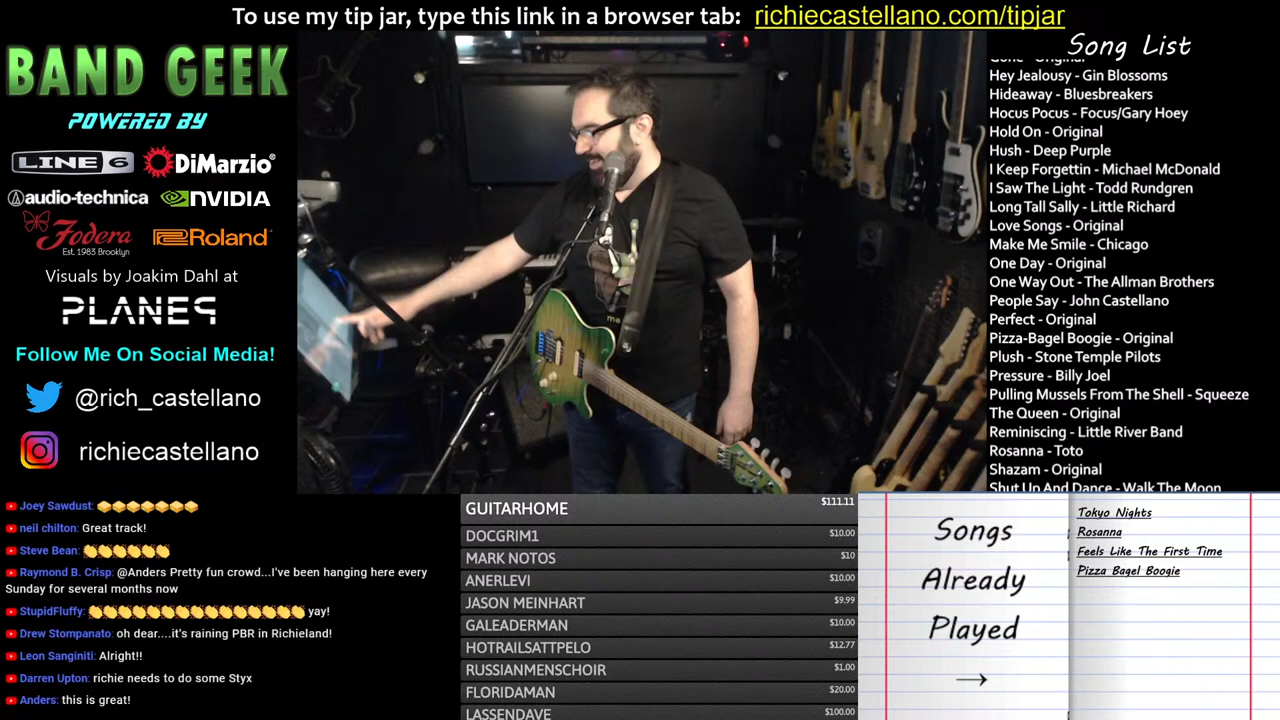 To use my tip jar, type this link in a browser tab: richiecastellano.com/tipjar
BAND GEEK
POWERED BY
LINE 6
DiMarzio
audio-technica
NVIDIA
Fodera
Est. 1983 Brooklyn
Roland
Visuals by Joakim Dahl at
PLANE9
Follow Me On Social Media!
@rich_castellano
richiecastellano
Song List
Gone - Original
Hey Jealousy - Gin Blossoms
Hideaway - Bluesbreakers
Hocus Pocus - Focus/Gary Hoey
Hold On - Original
Hush - Deep Purple
I Keep Forgettin - Michael McDonald
I Saw The Light - Todd Rundgren
Long Tall Sally - Little Richard
Love Songs - Original
Make Me Smile - Chicago
One Day - Original
One Way Out - The Allman Brothers
People Say - John Castellano
Perfect - Original
Pizza-Bagel Boogie - Original
Plush - Stone Temple Pilots
Pressure - Billy Joel
Pulling Mussels From The Shell - Squeeze
The Queen - Original
Reminiscing - Little River Band
Rosanna - Toto
Shazam - Original
Shut Up And Dance - Walk The Moon
Joey Sawdust:
neil chilton: Great track!
Steve Bean:
Raymond B. Crisp: @Anders Pretty fun crowd...I've been hanging here every
Sunday for several months now
StupidFluffy: yay!
Drew Stompanato: oh dear....it's raining PBR in Richieland!
Leon Sanginiti: Alright!!
Darren Upton: richie needs to do some Styx
Anders: this is great!
GUITARHOME $111.11
DOCGRIM1 $10.00
MARK NOTOS $10
ANERLEVI $10.00
JASON MEINHART $9.99
GALEADERMAN $10.00
HOTRAILSATTPELO $12.77
RUSSIANMENSCHOIR $1.00
FLORIDAMAN $20.00
LASSENDAVE $100.00
Songs
Already
Played
→
Tokyo Nights
Rosanna
Feels Like The First Time
Pizza Bagel Boogie